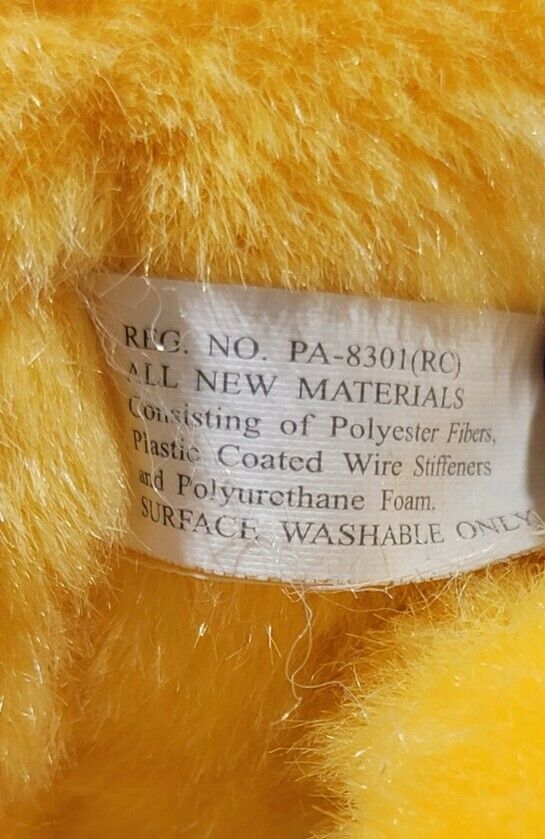 REG. NO. PA-8301(RC)
ALL NEW MATERIALS
Consisting of Polyester Fibers,
Plastic Coated Wire Stiffeners
and Polyurethane Foam.
SURFACE WASHABLE ONLY